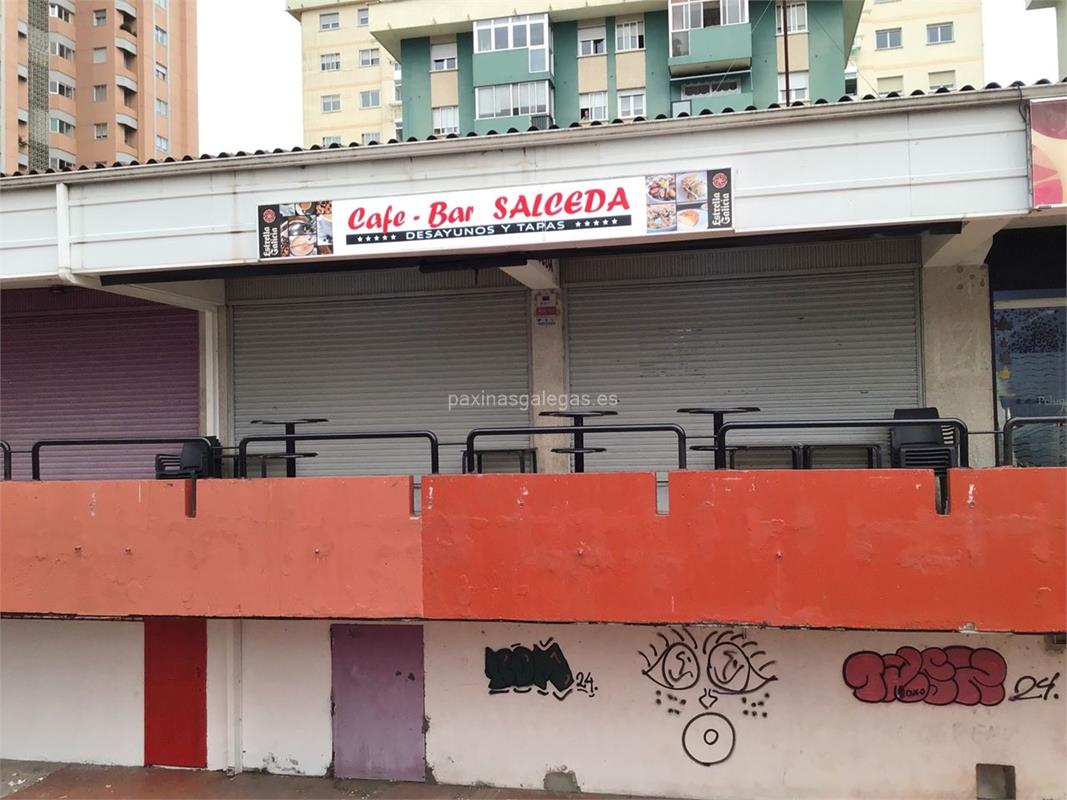 Cafe - Bar SALCEDA
DESAYUNOS Y TAPAS
Estrella Galicia
Estrella Galicia
paxinasgalegas.es
24.
24.